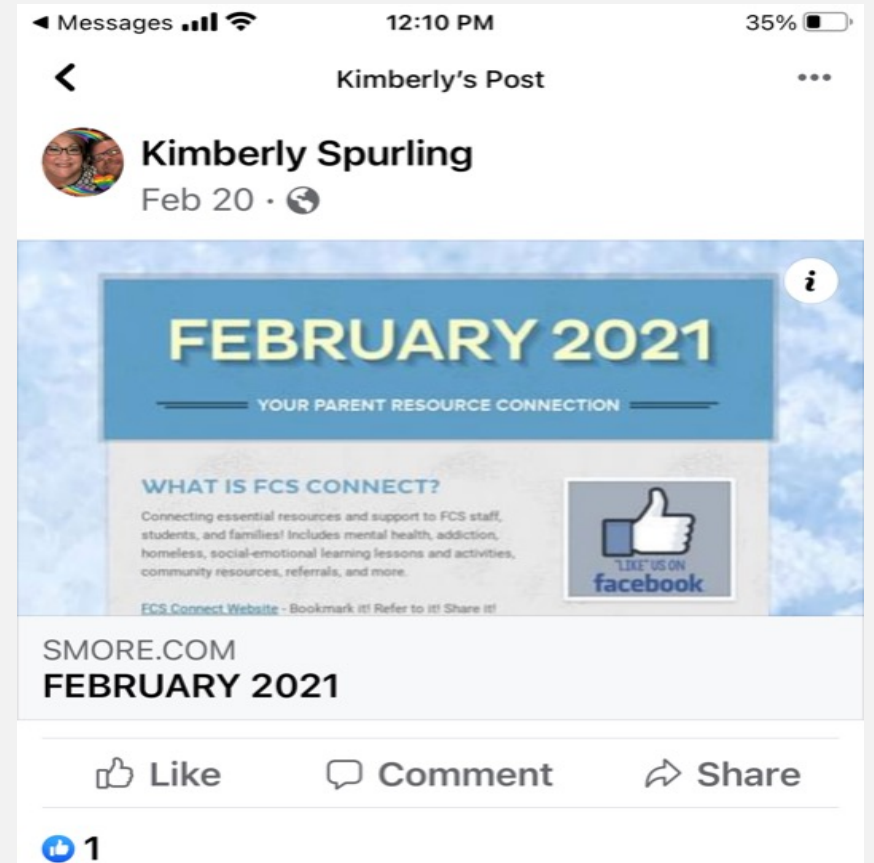 Messages 12:10 PM 35%
Kimberly's Post
Kimberly Spurling
Feb 20 ·
FEBRUARY 2021
YOUR PARENT RESOURCE CONNECTION
WHAT IS FCS CONNECT?
Connecting essential resources and support to FCS staff,
students, and families! Includes mental health, addiction,
homeless, social-emotional learning lessons and activities,
community resources, referrals, and more.
FCS Connect Website - Bookmark it! Refer to it! Share it!
"LIKE" US ON
facebook
i
SMORE.COM
FEBRUARY 2021
Like Comment Share
1